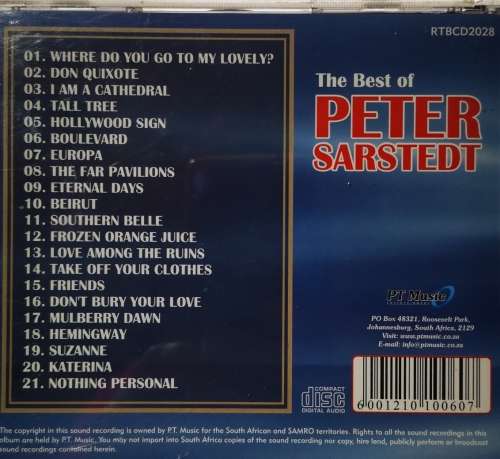 RTBCD2028
01. WHERE DO YOU GO TO MY LOVELY?
02. DON QUIXOTE
03. I AM A CATHEDRAL
04. TALL TREE
05. HOLLYWOOD SIGN
06. BOULEVARD
07. EUROPA
08. THE FAR PAVILIONS
09. ETERNAL DAYS
10. BEIRUT
11. SOUTHERN BELLE
12. FROZEN ORANGE JUICE
13. LOVE AMONG THE RUINS
14. TAKE OFF YOUR CLOTHES
15. FRIENDS
16. DON'T BURY YOUR LOVE
17. MULBERRY DAWN
18. HEMINGWAY
19. SUZANNE
20. KATERINA
21. NOTHING PERSONAL
The Best of
PETER
SARSTEDT
PT Music
PO Box 48321, Roosevelt Park,
Johannesburg, South Africa, 2129
Visit: www.ptmusic.co.za
E-mail: info@ptmusic.co.za
COMPACT
disc
DIGITAL AUDIO
6001210100607
The copyright in this sound recording is owned by P.T. Music for the South African and SAMRO territories. Rights to all the sound recordings in this
album are held by P.T. Music. You may not import into South Africa copies of the sound recording nor copy, hire lend, publicly perform or broadcast
sound recordings contained herein.